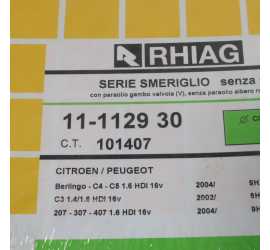 RHIAG
SERIE SMERIGLIO senza
con paraolio gambo valvola (V), senza paraolio albero
11-1129 30
C.T. 101407
CITROEN / PEUGEOT
Berlingo - C4 - C5 1.6 HDI 16v 2004/ 9H
C3 1.4/1.6 HDI 16v 2002/
207 - 307 - 407 1.6 HDI 16v 2004/ 9H